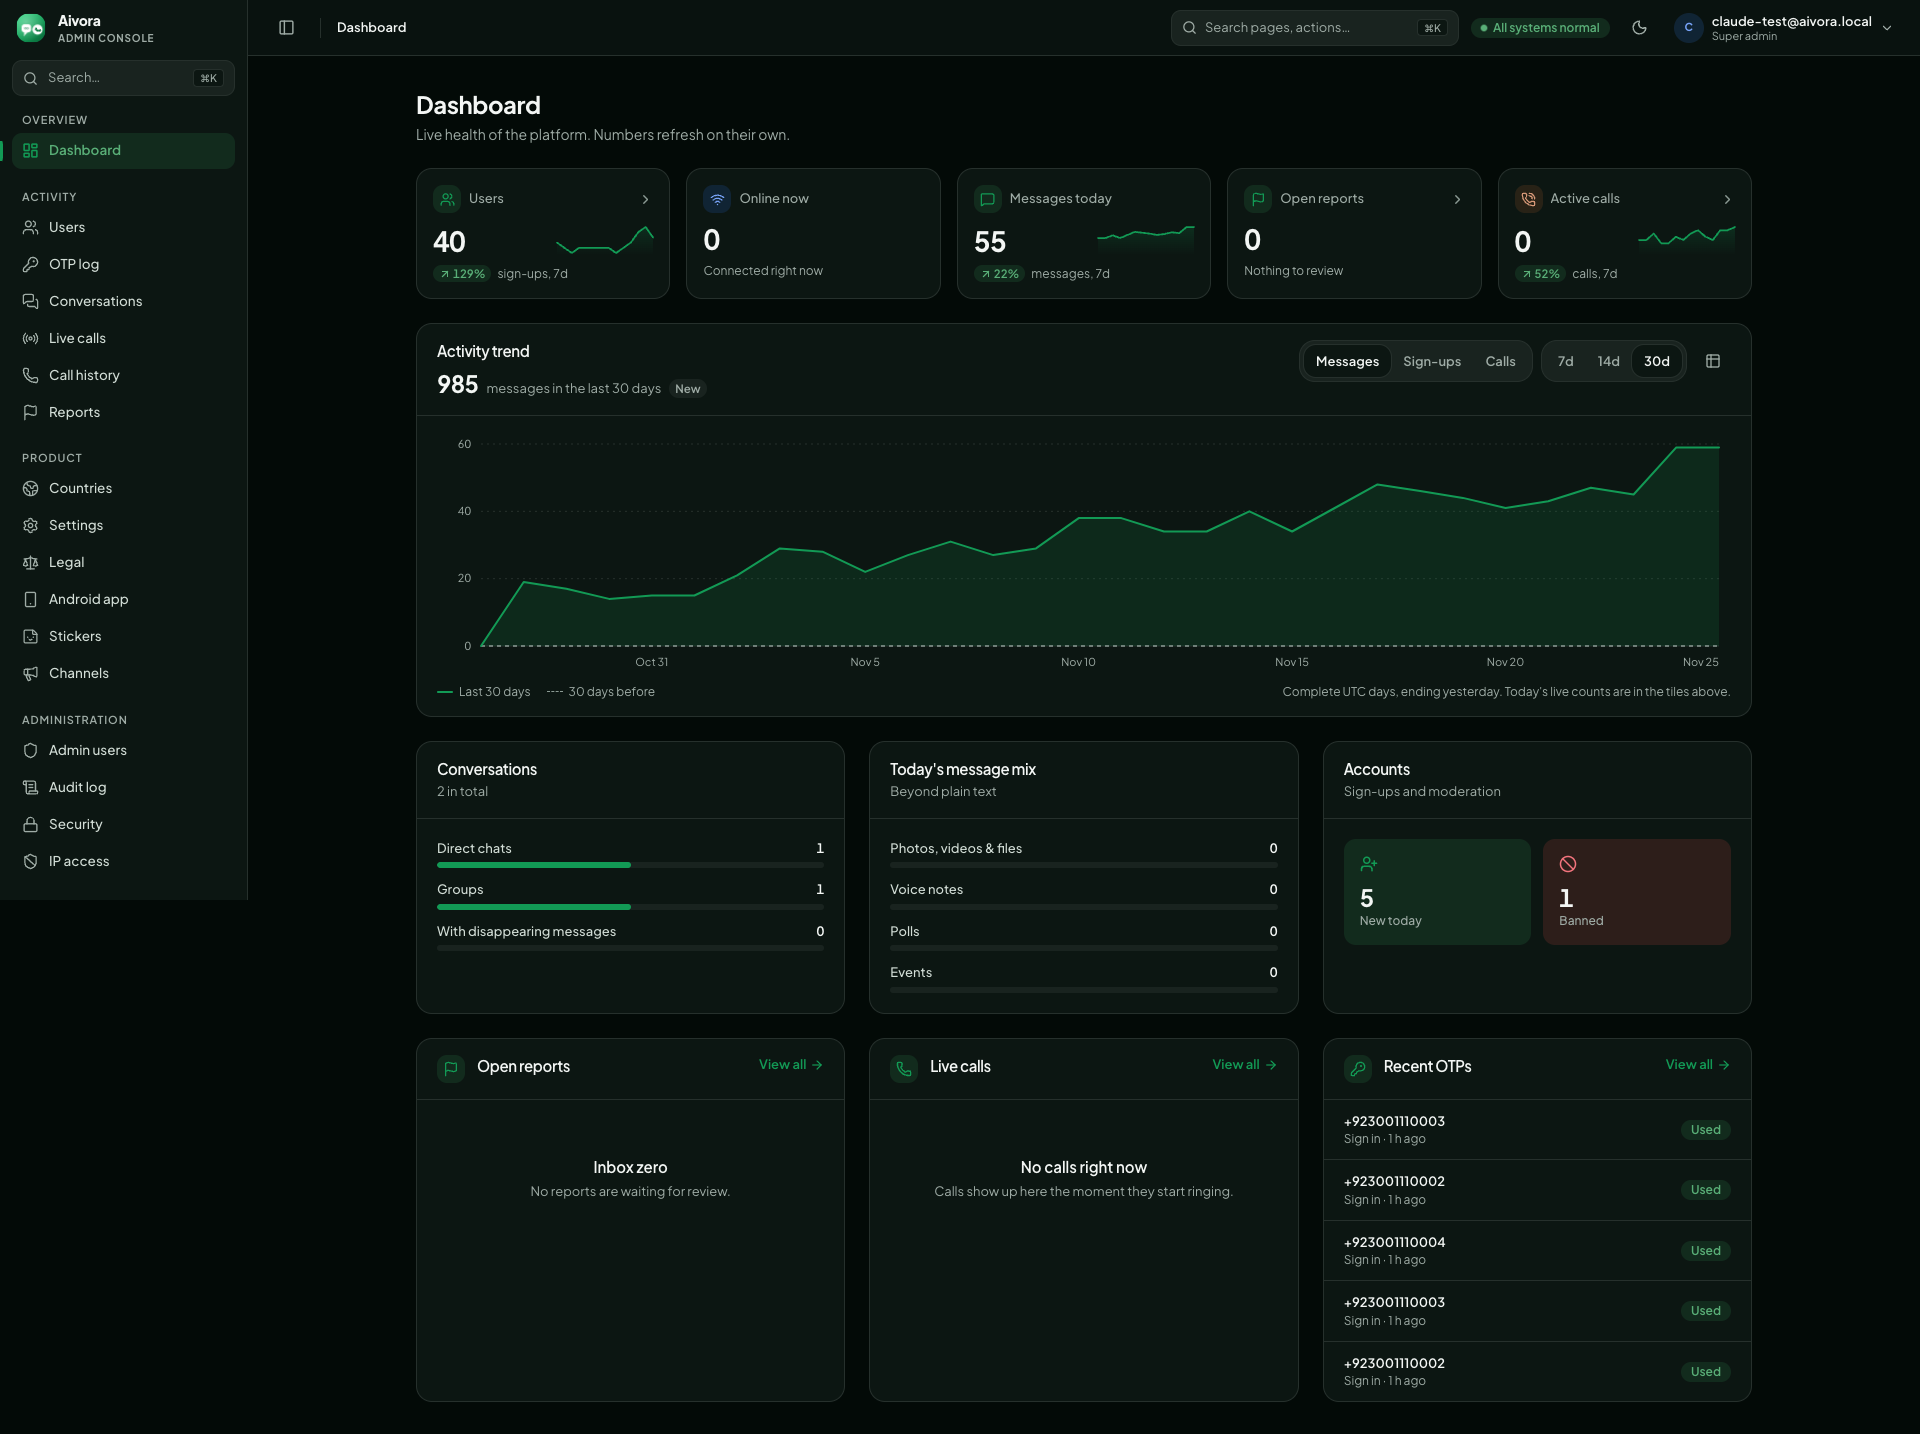 Aivora
ADMIN CONSOLE
Search...
⌘K
OVERVIEW
Dashboard
ACTIVITY
Users
OTP log
Conversations
Live calls
Call history
Reports
PRODUCT
Countries
Settings
Legal
Android app
Stickers
Channels
ADMINISTRATION
Admin users
Audit log
Security
IP access
Dashboard
Search pages, actions...
⌘K
All systems normal
C
claude-test@aivora.local
Super admin
Dashboard
Live health of the platform. Numbers refresh on their own.
Users
40
129% sign-ups, 7d
Online now
0
Connected right now
Messages today
55
22% messages, 7d
Open reports
0
Nothing to review
Active calls
0
52% calls, 7d
Activity trend
985 messages in the last 30 days New
Messages Sign-ups Calls
7d 14d 30d
60
40
20
0
Oct 31 Nov 5 Nov 10 Nov 15 Nov 20 Nov 25
Last 30 days 30 days before
Complete UTC days, ending yesterday. Today's live counts are in the tiles above.
Conversations
2 in total
Direct chats 1
Groups 1
With disappearing messages 0
Today's message mix
Beyond plain text
Photos, videos & files 0
Voice notes 0
Polls 0
Events 0
Accounts
Sign-ups and moderation
5
New today
1
Banned
Open reports View all →
Inbox zero
No reports are waiting for review.
Live calls View all →
No calls right now
Calls show up here the moment they start ringing.
Recent OTPs View all →
+923001110003
Sign in · 1 h ago
Used
+923001110002
Sign in · 1 h ago
Used
+923001110004
Sign in · 1 h ago
Used
+923001110003
Sign in · 1 h ago
Used
+923001110002
Sign in · 1 h ago
Used